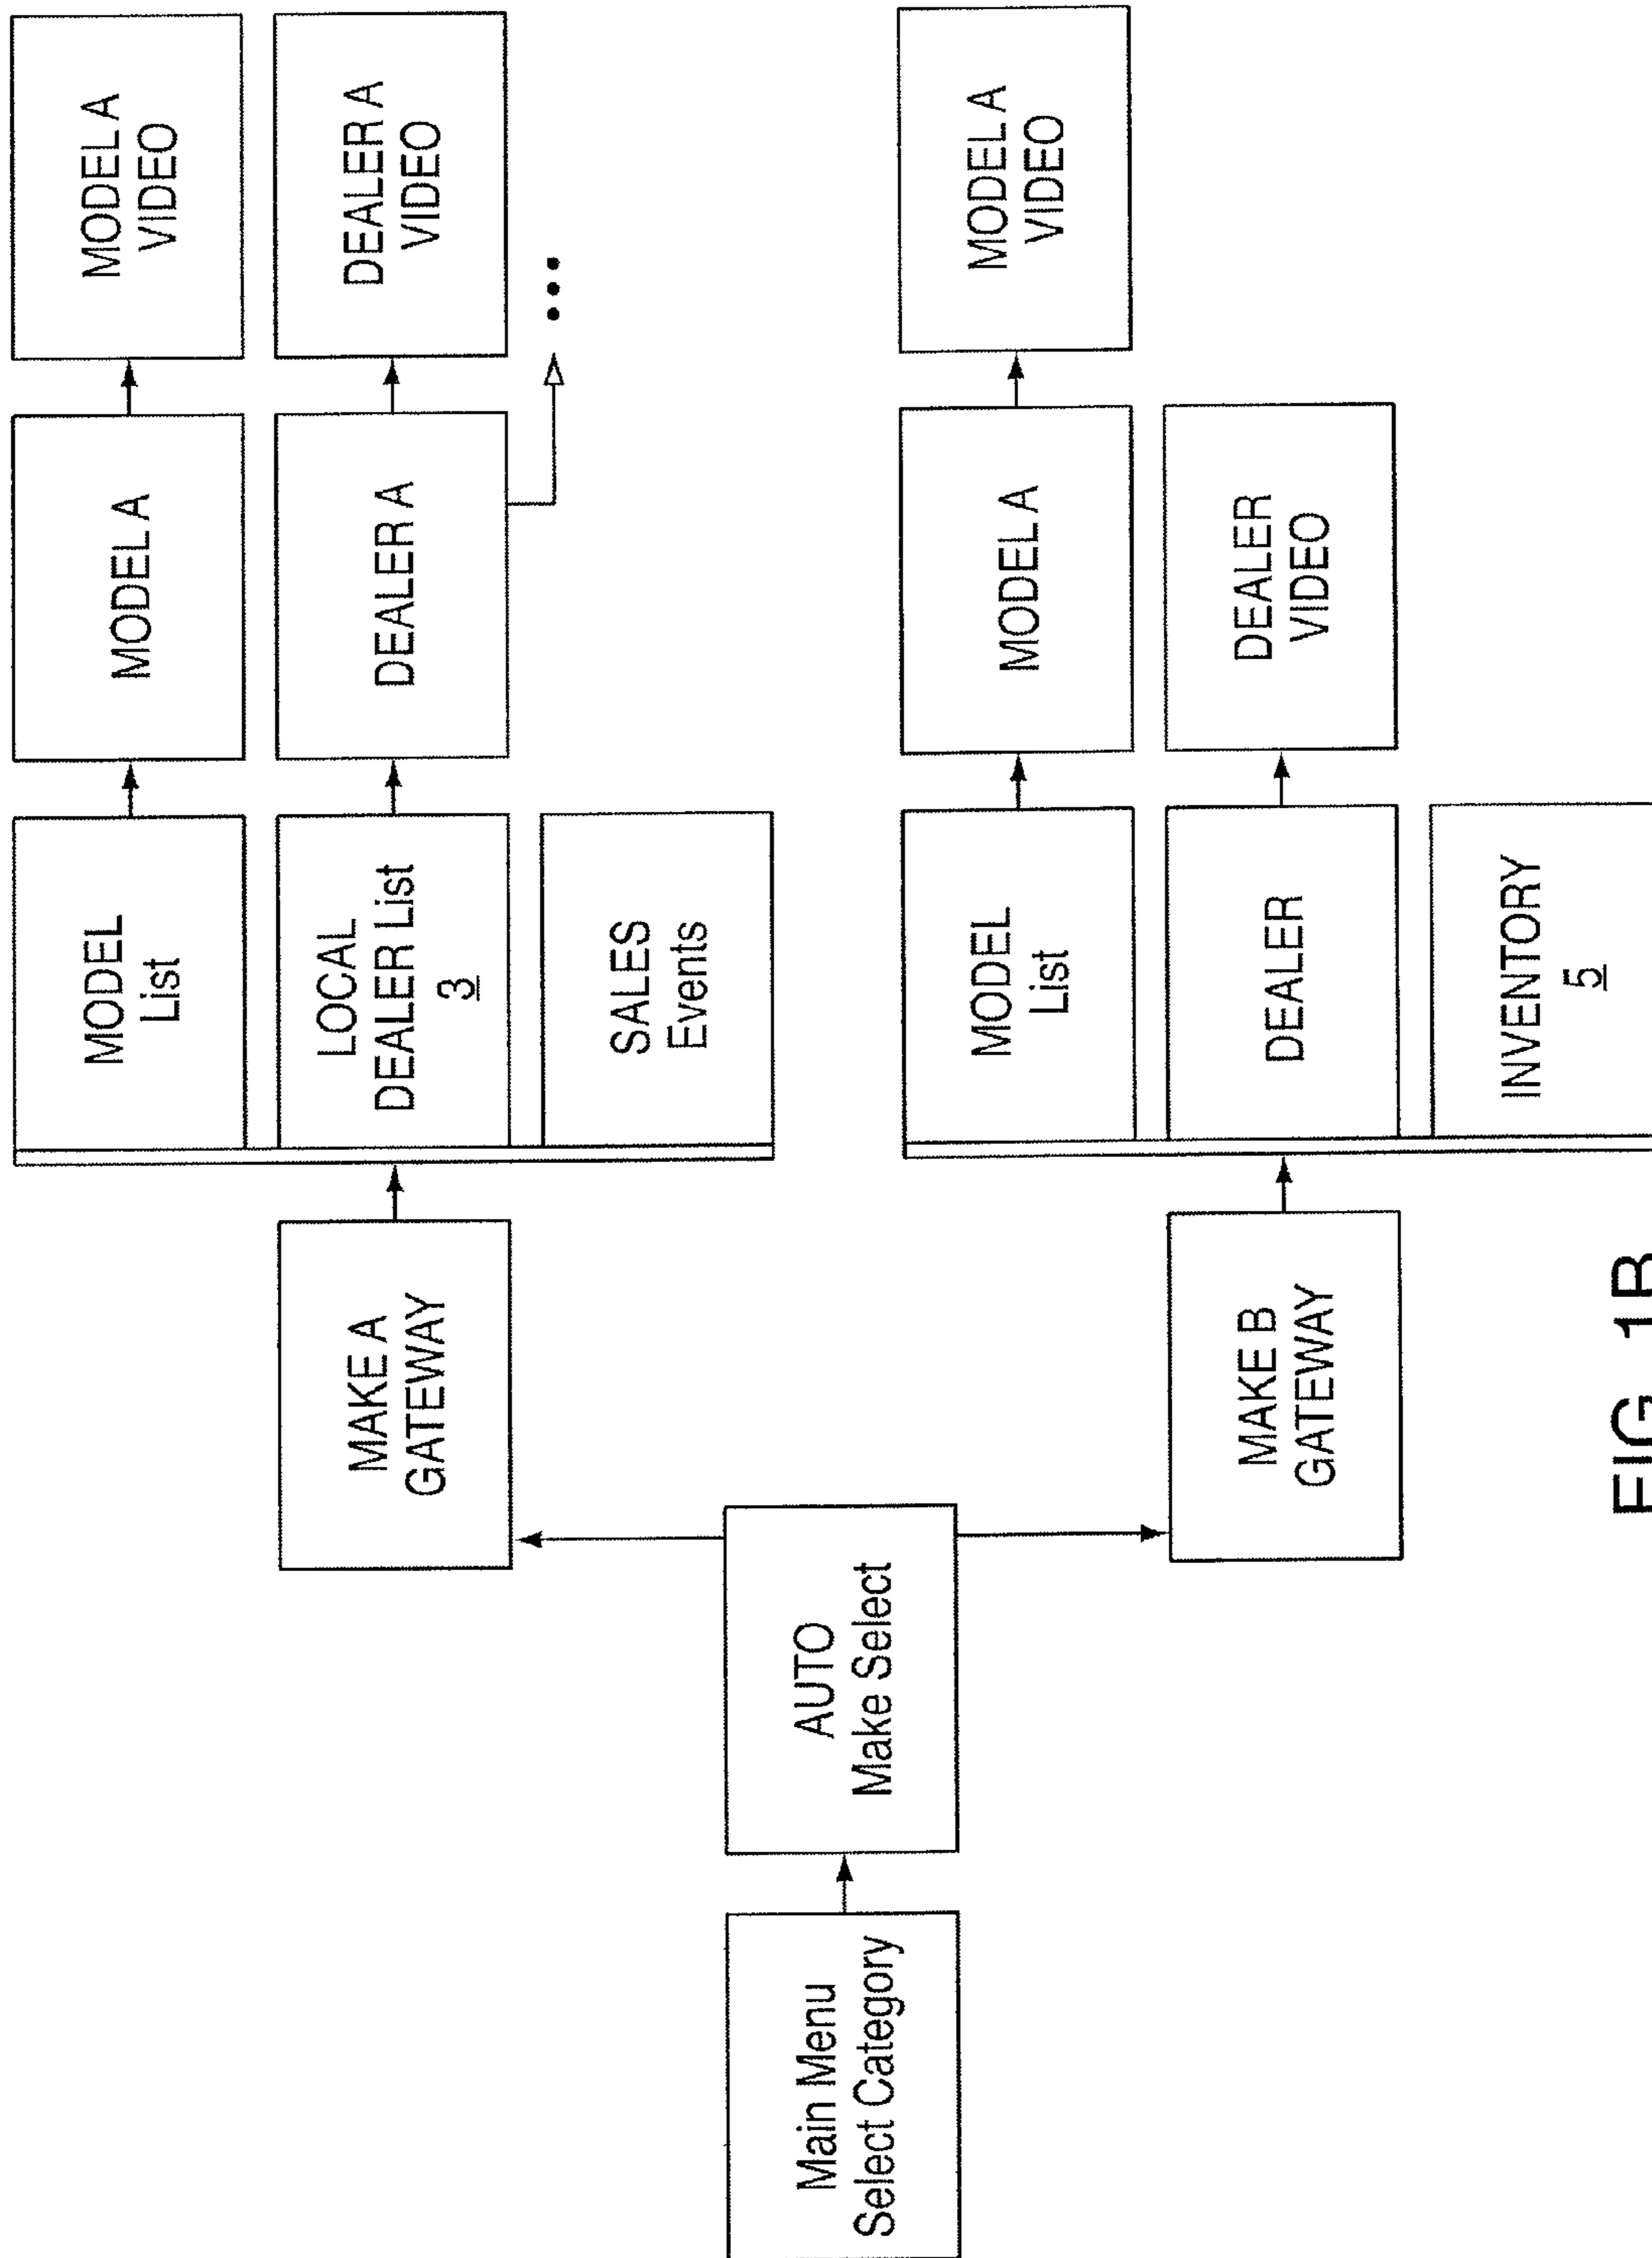 Main Menu
Select Category
AUTO
Make Select
MAKE A
GATEWAY
MODEL
List
MODEL A
MODEL A
VIDEO
LOCAL
DEALER List
3
DEALER A
DEALER A
VIDEO
•••
SALES
Events
MAKE B
GATEWAY
MODEL
List
MODEL A
MODEL A
VIDEO
DEALER
DEALER
VIDEO
INVENTORY
5
FIG. 1B